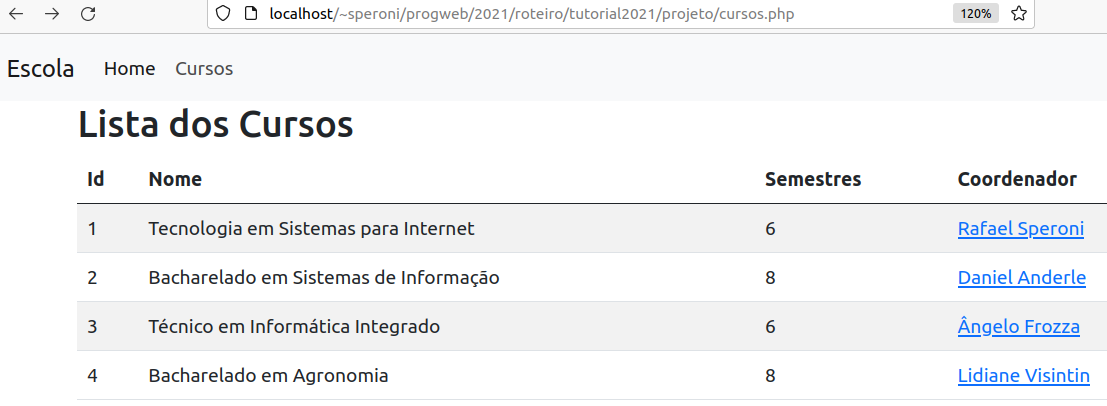 localhost/~speroni/progweb/2021/roteiro/tutorial2021/projeto/cursos.php 120%
Escola Home Cursos
Lista dos Cursos
Id Nome Semestres Coordenador
1 Tecnologia em Sistemas para Internet 6 Rafael Speroni
2 Bacharelado em Sistemas de Informação 8 Daniel Anderle
3 Técnico em Informática Integrado 6 Ângelo Frozza
4 Bacharelado em Agronomia 8 Lidiane Visintin